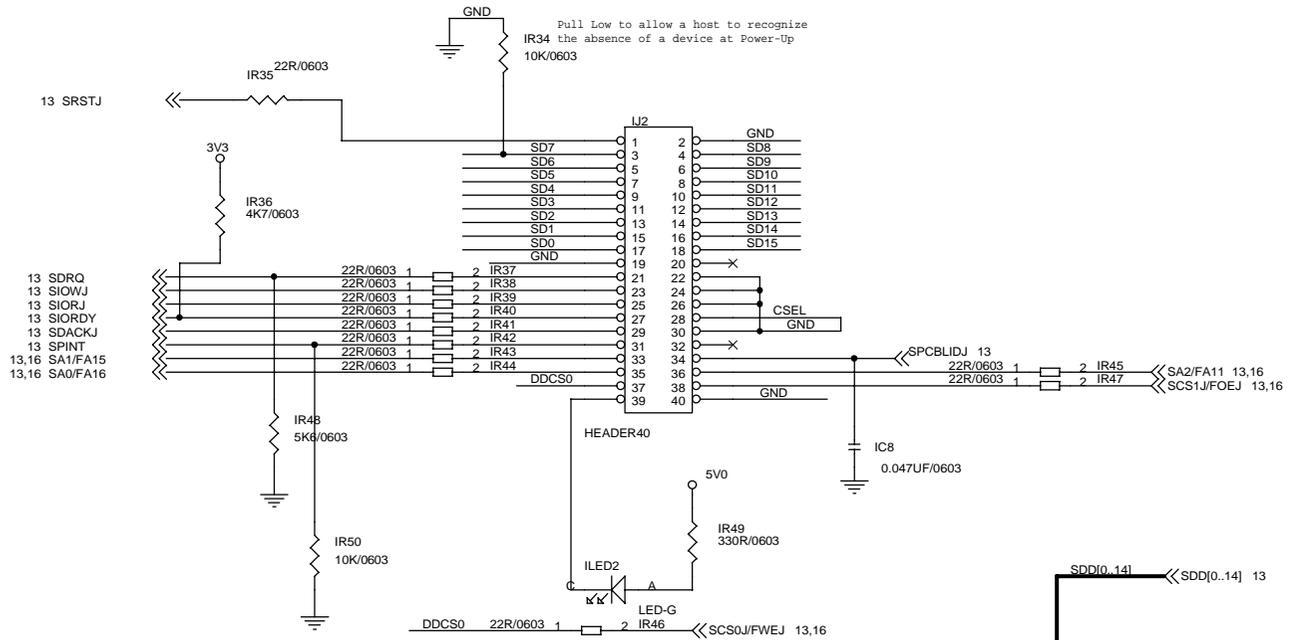 GND
Pull Low to allow a host to recognize
the absence of a device at Power-Up
IR34
10K/0603
IR35 22R/0603
13 SRSTJ
3V3
IR36
4K7/0603
IJ2
1 2 GND
SD7 3 4 SD8
SD6 5 6 SD9
SD5 7 8 SD10
SD4 9 10 SD11
SD3 11 12 SD12
SD2 13 14 SD13
SD1 15 16 SD14
SD0 17 18 SD15
GND 19 20
13 SDRQ 22R/0603 1 2 IR37 21 22
13 SIOWJ 22R/0603 1 2 IR38 23 24
13 SIORJ 22R/0603 1 2 IR39 25 26
13 SIORDY 22R/0603 1 2 IR40 27 28 CSEL
13 SDACKJ 22R/0603 1 2 IR41 29 30 GND
13 SPINT 22R/0603 1 2 IR42 31 32
13,16 SA1/FA15 22R/0603 1 2 IR43 33 34 SPCBLIDJ 13
13,16 SA0/FA16 22R/0603 1 2 IR44 35 36 22R/0603 1 2 IR45 SA2/FA11 13,16
DDCS0 37 38 22R/0603 1 2 IR47 SCS1J/FOEJ 13,16
39 40 GND
HEADER40
IR48
5K6/0603
IC8
0.047UF/0603
5V0
IR49
330R/0603
IR50
10K/0603
ILED2
C A
LED-G
SDD[0..14] SDD[0..14] 13
DDCS0 22R/0603 1 2 IR46 SCS0J/FWEJ 13,16